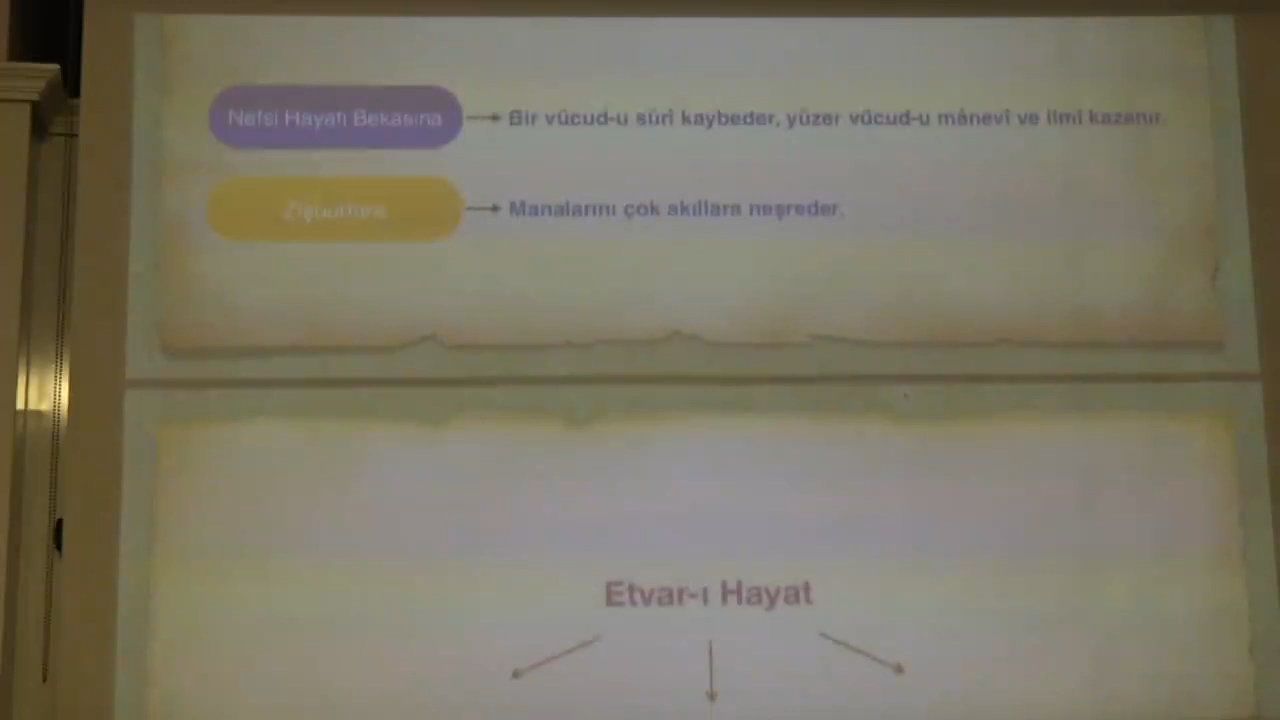 Nefsi Hayatı Bekasına → Bir vücud-u sûrî kaybeder, yüzer vücud-u mânevî ve ilmî kazanır.
Zişuurlara → Manalarını çok akıllara neşreder.
Etvar-ı Hayat